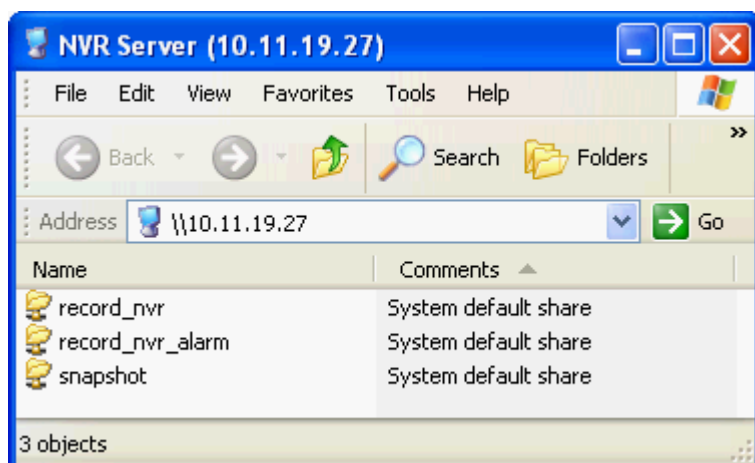 NVR Server (10.11.19.27)
File Edit View Favorites Tools Help
Back Search Folders »
Address \\10.11.19.27 Go
Name Comments
record_nvr System default share
record_nvr_alarm System default share
snapshot System default share
3 objects